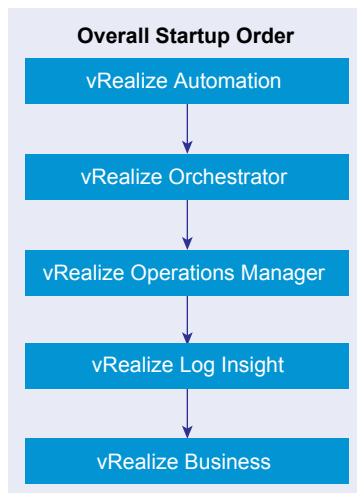 Overall Startup Order
vRealize Automation
vRealize Orchestrator
vRealize Operations Manager
vRealize Log Insight
vRealize Business